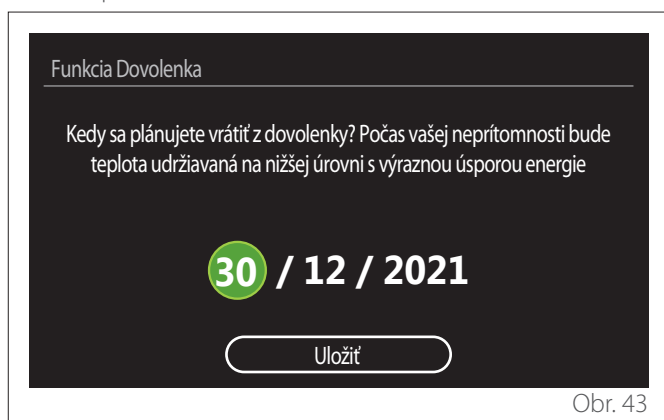 Funkcia Dovolenka
Kedy sa plánujete vrátiť z dovolenky? Počas vašej neprítomnosti bude
teplota udržiavaná na nižšej úrovni s výraznou úsporou energie
30 / 12 / 2021
Uložiť
Obr. 43